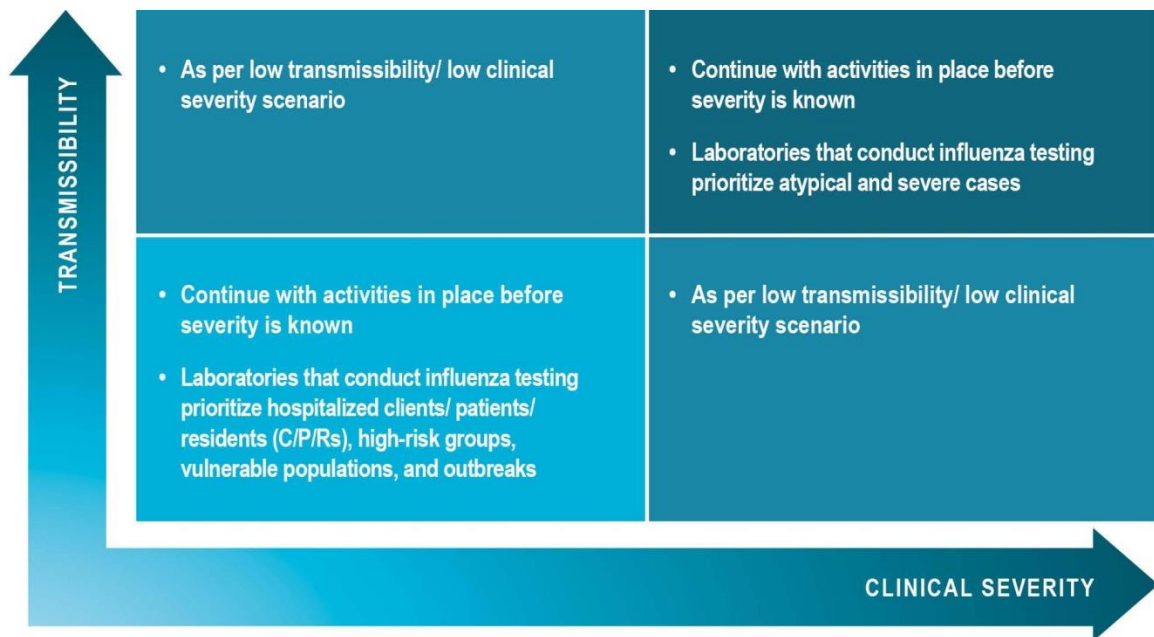 TRANSMISSIBILITY
• As per low transmissibility/ low clinical
severity scenario
• Continue with activities in place before
severity is known
• Laboratories that conduct influenza testing
prioritize atypical and severe cases
• Continue with activities in place before
severity is known
• Laboratories that conduct influenza testing
prioritize hospitalized clients/ patients/
residents (C/P/Rs), high-risk groups,
vulnerable populations, and outbreaks
• As per low transmissibility/ low clinical
severity scenario
CLINICAL SEVERITY